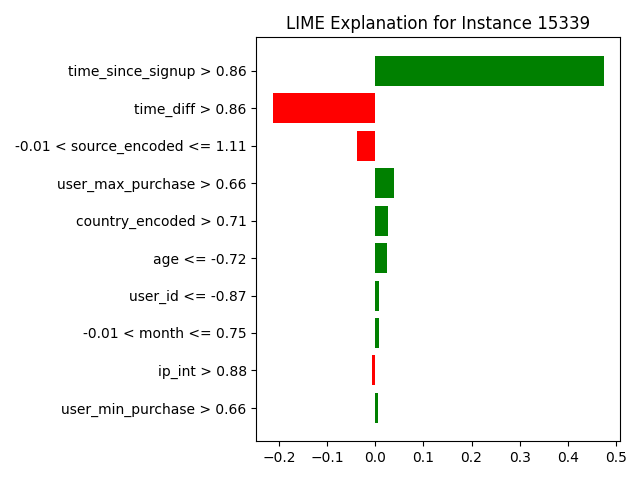 LIME Explanation for Instance 15339
time_since_signup > 0.86
time_diff > 0.86
-0.01 < source_encoded <= 1.11
user_max_purchase > 0.66
country_encoded > 0.71
age <= -0.72
user_id <= -0.87
-0.01 < month <= 0.75
ip_int > 0.88
user_min_purchase > 0.66
−0.2 −0.1 0.0 0.1 0.2 0.3 0.4 0.5